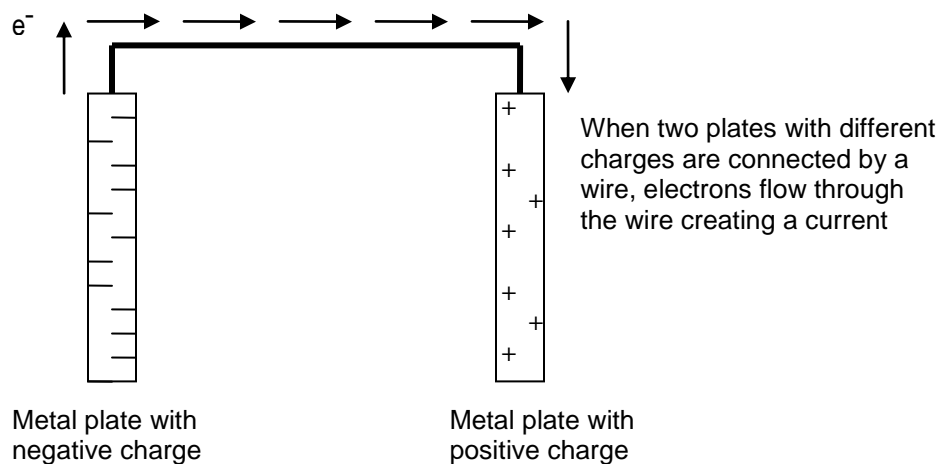 e-
When two plates with different
charges are connected by a
wire, electrons flow through
the wire creating a current
+
+
+
+
+
+
+
Metal plate with
negative charge
Metal plate with
positive charge